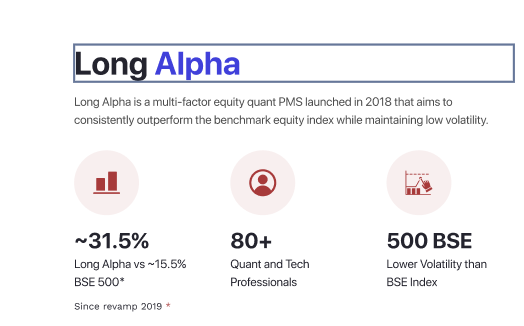 Long Alpha
Long Alpha is a multi-factor equity quant PMS launched in 2018 that aims to
consistently outperform the benchmark equity index while maintaining low volatility.
~31.5%
Long Alpha vs ~15.5%
BSE 500*
Since revamp 2019 *
80+
Quant and Tech
Professionals
500 BSE
Lower Volatility than
BSE Index